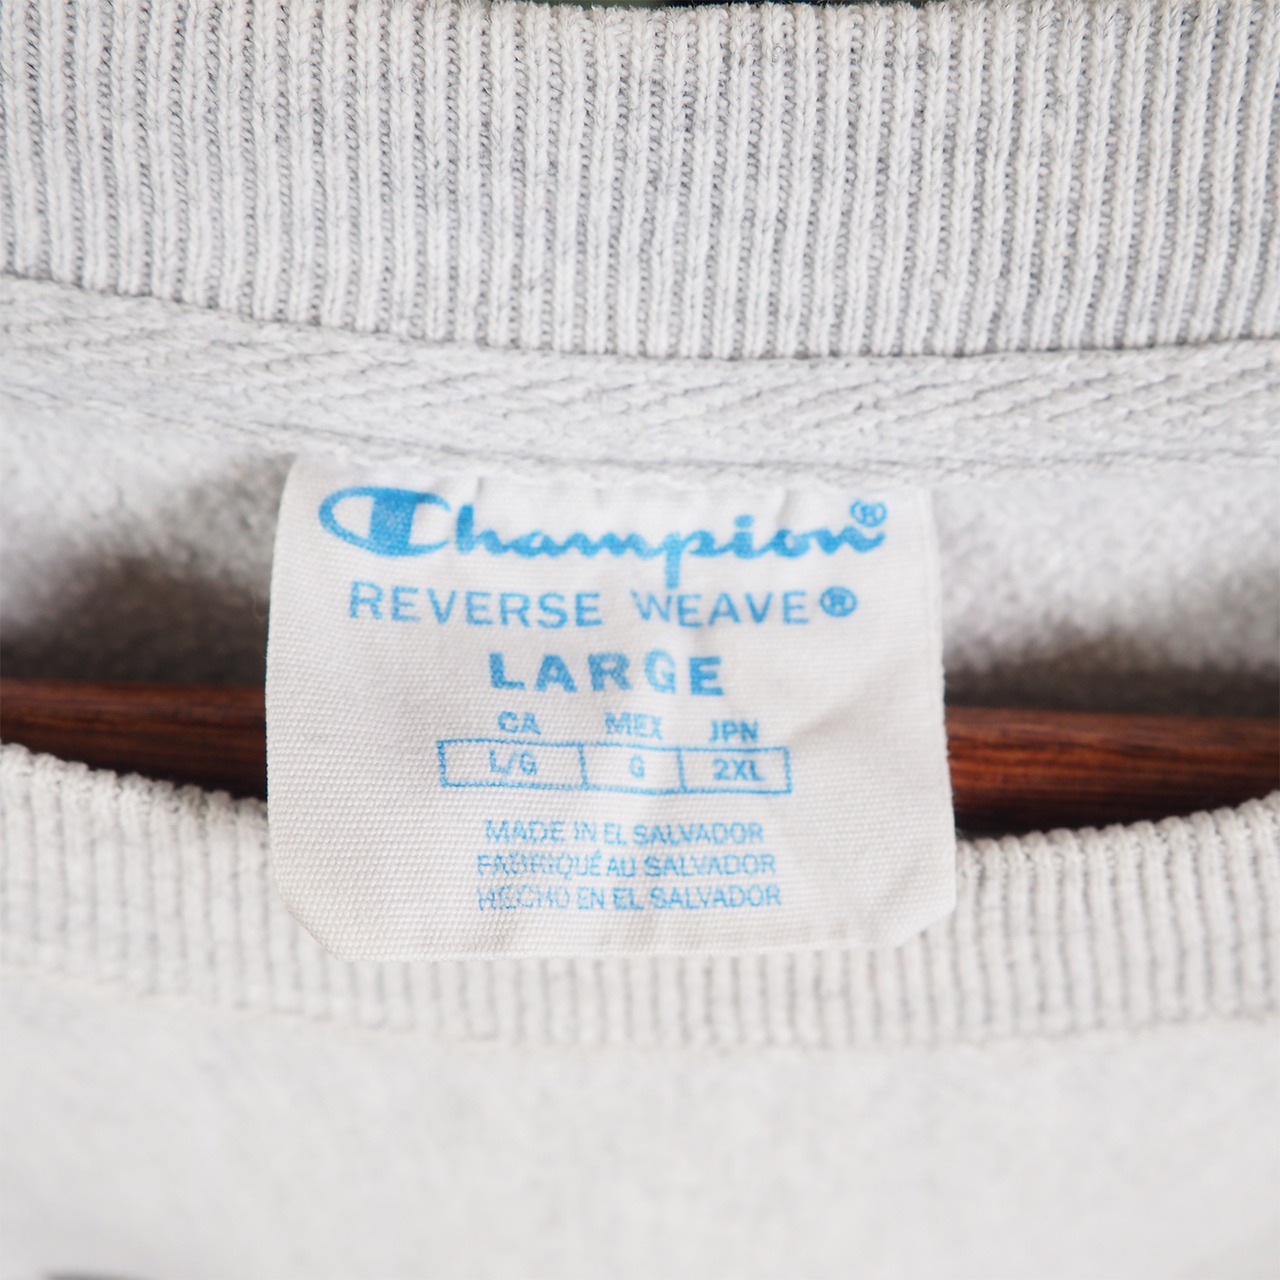 Champion®
REVERSE WEAVE®
LARGE
CA MEX JPN
L/G G 2XL
MADE IN EL SALVADOR
FABRIQUÉ AU SALVADOR
HECHO EN EL SALVADOR